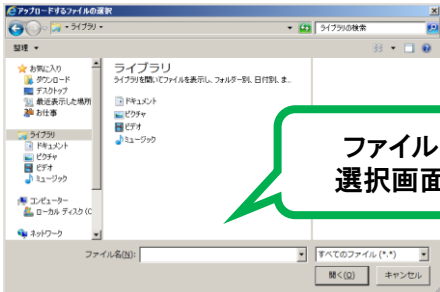 アップロードするファイルの選択
ライブラリ
ライブラリの検索
整理
お気に入り
ダウンロード
デスクトップ
最近表示した場所
お仕事
ライブラリ
ドキュメント
ピクチャ
ビデオ
ミュージック
コンピューター
ローカル ディスク (C
ネットワーク
ライブラリ
ライブラリを開いてファイルを表示し、フォルダー別、日付別、ま...
ドキュメント
ピクチャ
ビデオ
ミュージック
ファイル
選択画面
ファイル名(N):
すべてのファイル (*.*)
開く(O)
キャンセル